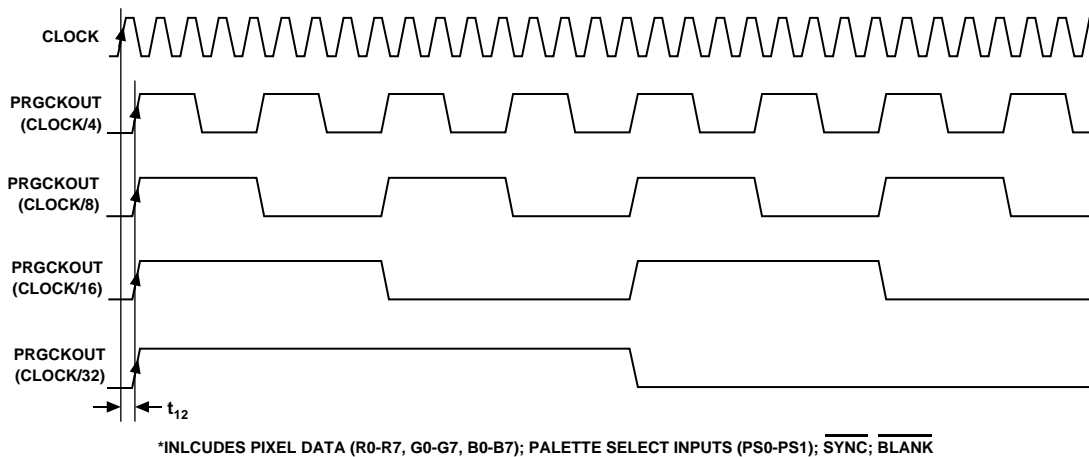 CLOCK
PRGCKOUT
(CLOCK/4)
PRGCKOUT
(CLOCK/8)
PRGCKOUT
(CLOCK/16)
PRGCKOUT
(CLOCK/32)
t12
*INLCUDES PIXEL DATA (R0-R7, G0-G7, B0-B7); PALETTE SELECT INPUTS (PS0-PS1); SYNC; BLANK